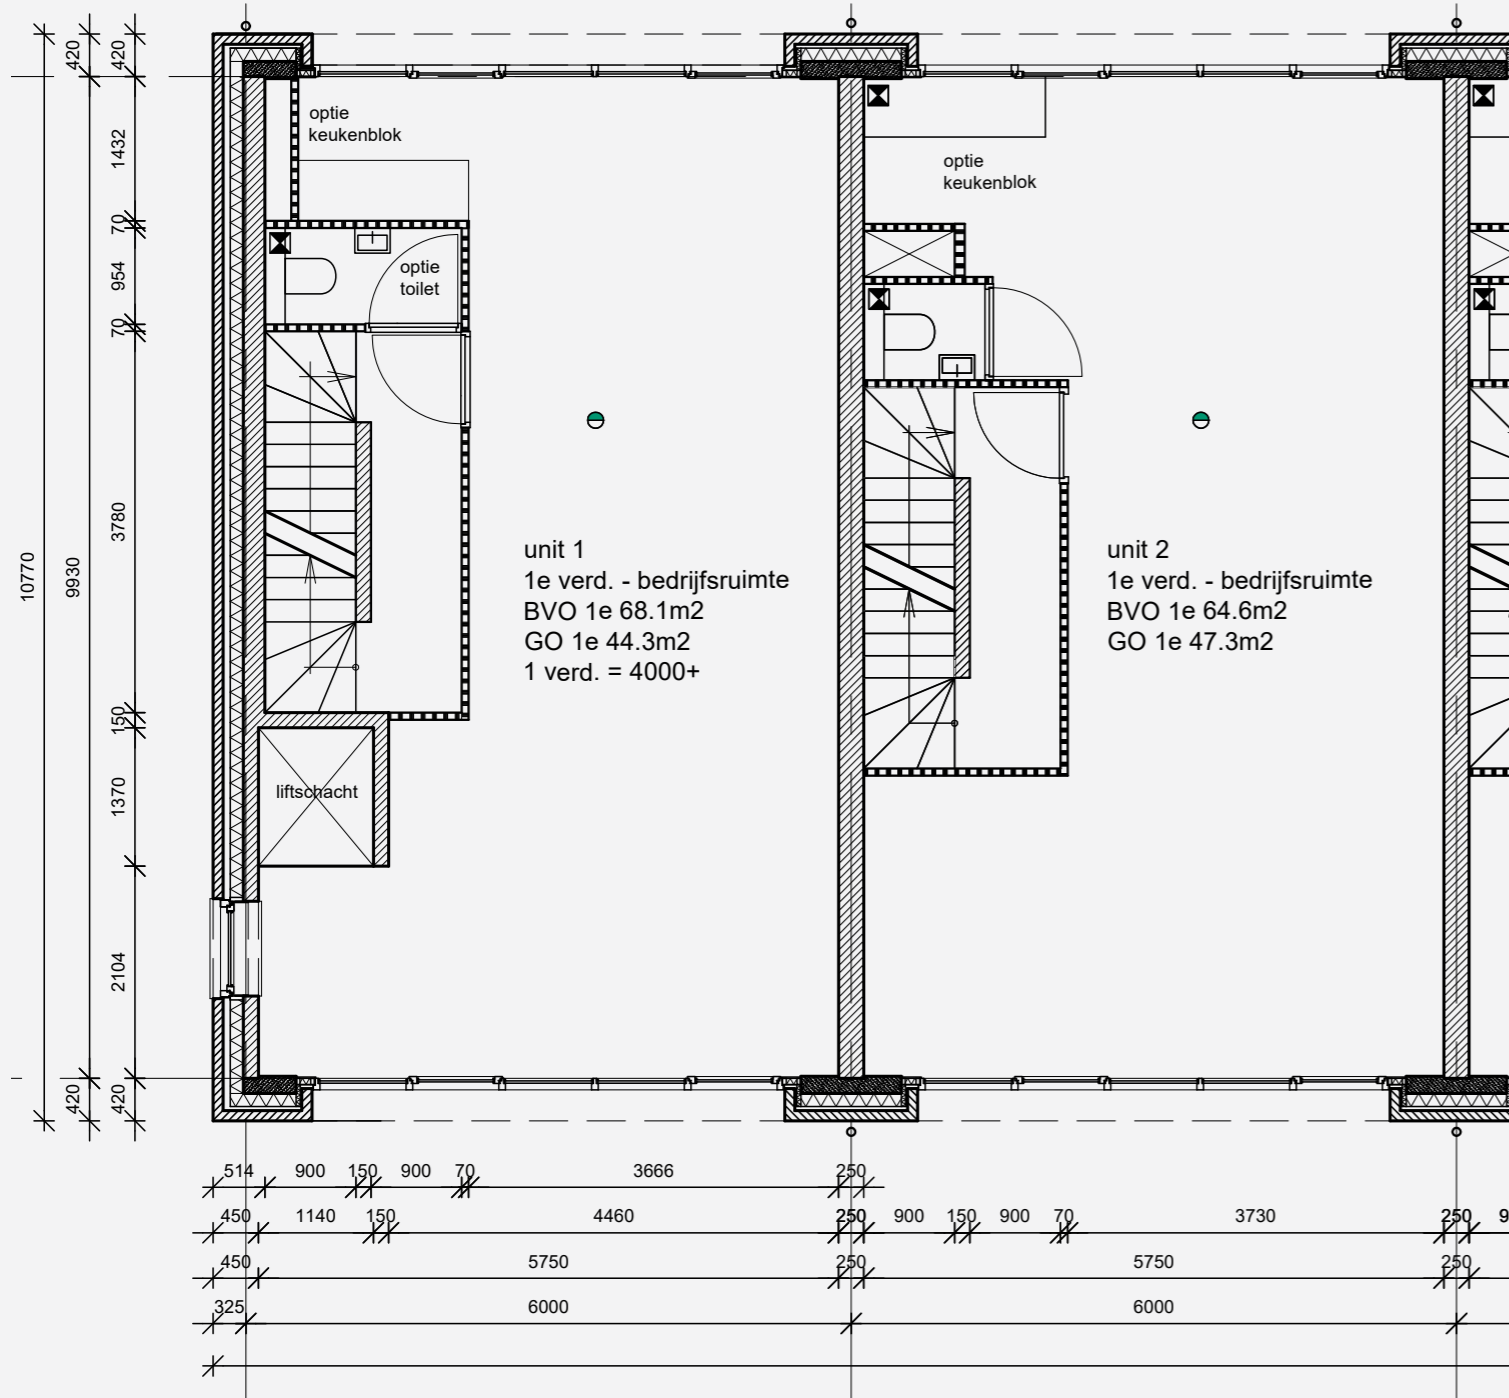 optie
keukenblok
optie
keukenblok
optie
toilet
unit 1
1e verd. - bedrijfsruimte
BVO 1e 68.1m2
GO 1e 44.3m2
1 verd. = 4000+
unit 2
1e verd. - bedrijfsruimte
BVO 1e 64.6m2
GO 1e 47.3m2
liftschacht
10770
420
9930
420
420
1432
70
954
70
3780
150
1370
2104
420
514 900 150 900 70 3666 250
450 1140 150 4460 250 900 150 900 70 3730 250 9
450 5750 250 5750 250
325 6000 6000